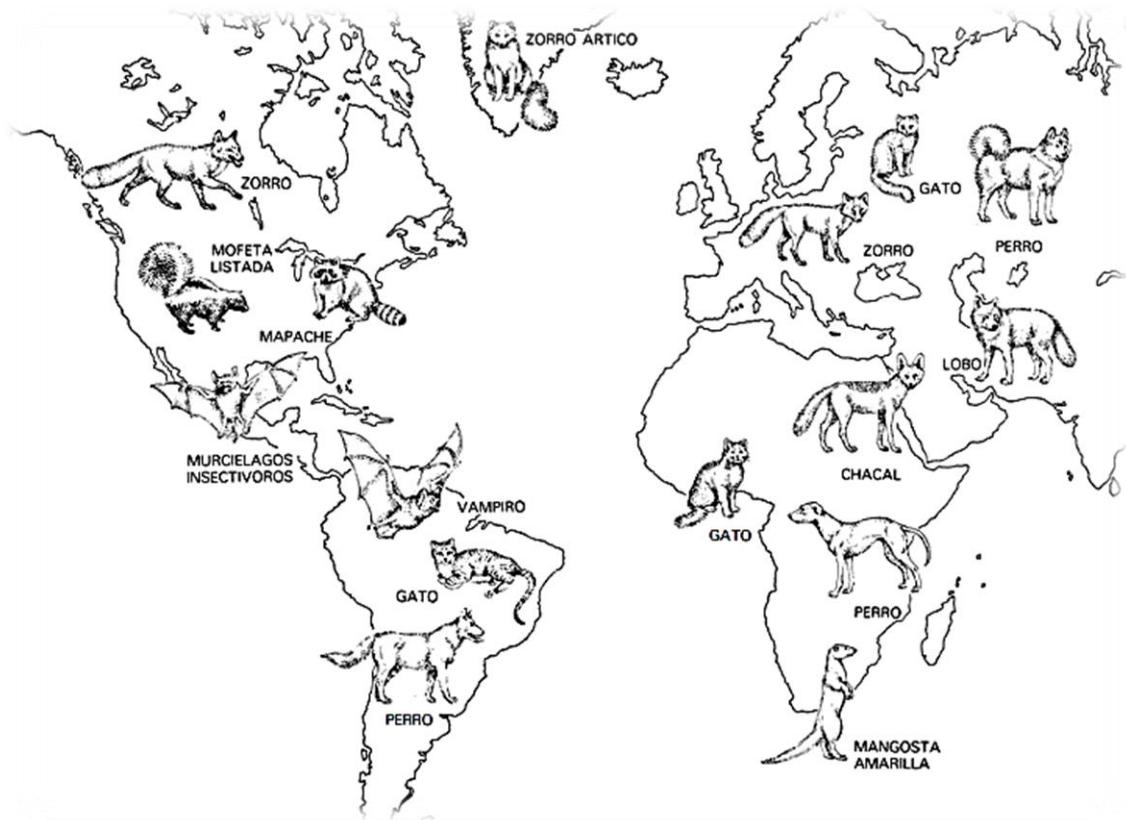 ZORRO ARTICO
ZORRO
MOFETA
LISTADA
MAPACHE
MURCIELAGOS
INSECTIVOROS
VAMPIRO
GATO
PERRO
GATO
PERRO
ZORRO
LOBO
CHACAL
GATO
PERRO
MANGOSTA
AMARILLA